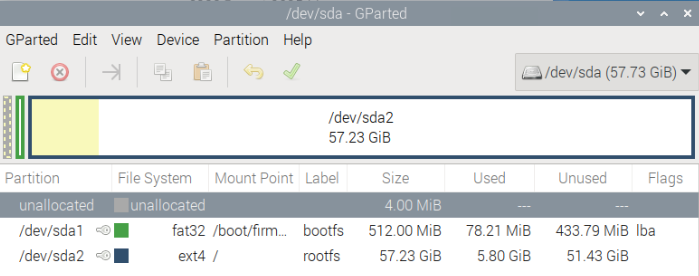 /dev/sda - GParted
GParted Edit View Device Partition Help
/dev/sda (57.73 GiB)
/dev/sda2
57.23 GiB
Partition File System Mount Point Label Size Used Unused Flags
unallocated unallocated 4.00 MiB --- ---
/dev/sda1 fat32 /boot/firm... bootfs 512.00 MiB 78.21 MiB 433.79 MiB lba
/dev/sda2 ext4 / rootfs 57.23 GiB 5.80 GiB 51.43 GiB